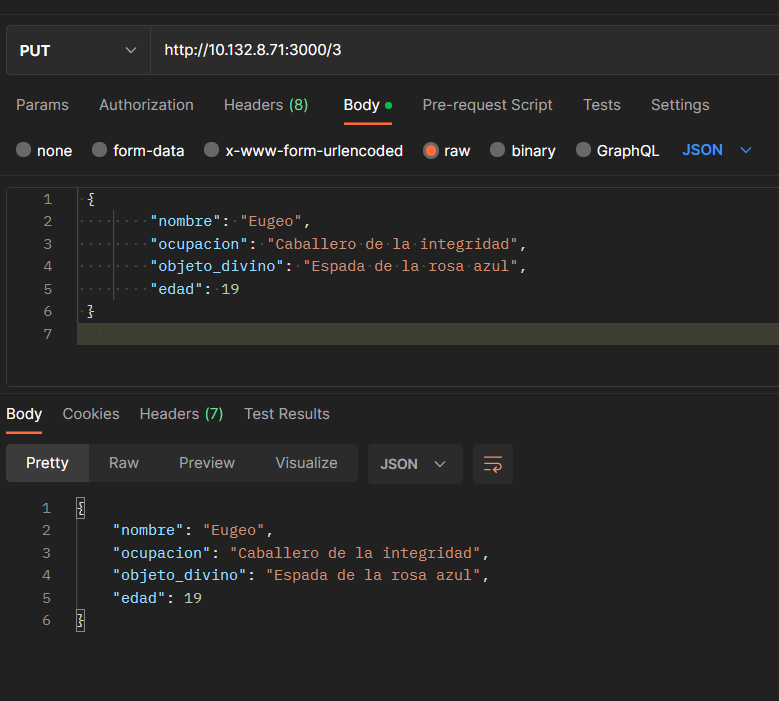 PUT http://10.132.8.71:3000/3
Params Authorization Headers (8) Body Pre-request Script Tests Settings
none form-data x-www-form-urlencoded raw binary GraphQL JSON
1 {
2 "nombre": "Eugeo",
3 "ocupacion": "Caballero de la integridad",
4 "objeto_divino": "Espada de la rosa azul",
5 "edad": 19
6 }
7
Body Cookies Headers (7) Test Results
Pretty Raw Preview Visualize JSON
1 {
2 "nombre": "Eugeo",
3 "ocupacion": "Caballero de la integridad",
4 "objeto_divino": "Espada de la rosa azul",
5 "edad": 19
6 }